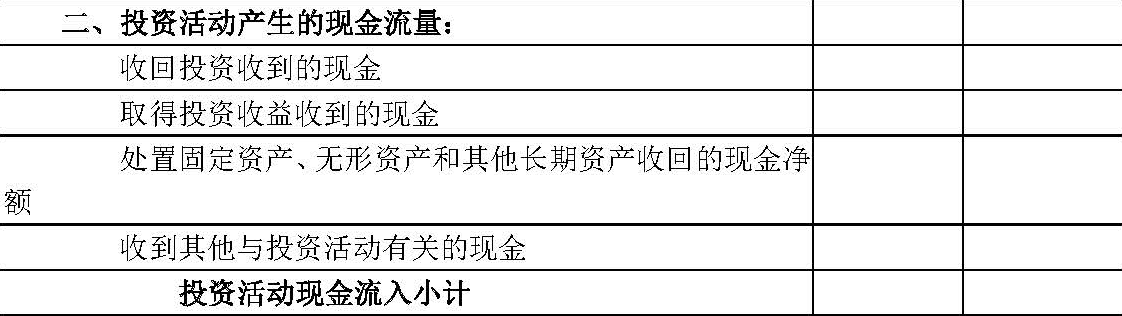 二、投资活动产生的现金流量：
收回投资收到的现金
取得投资收益收到的现金
处置固定资产、无形资产和其他长期资产收回的现金净
额
收到其他与投资活动有关的现金
投资活动现金流入小计